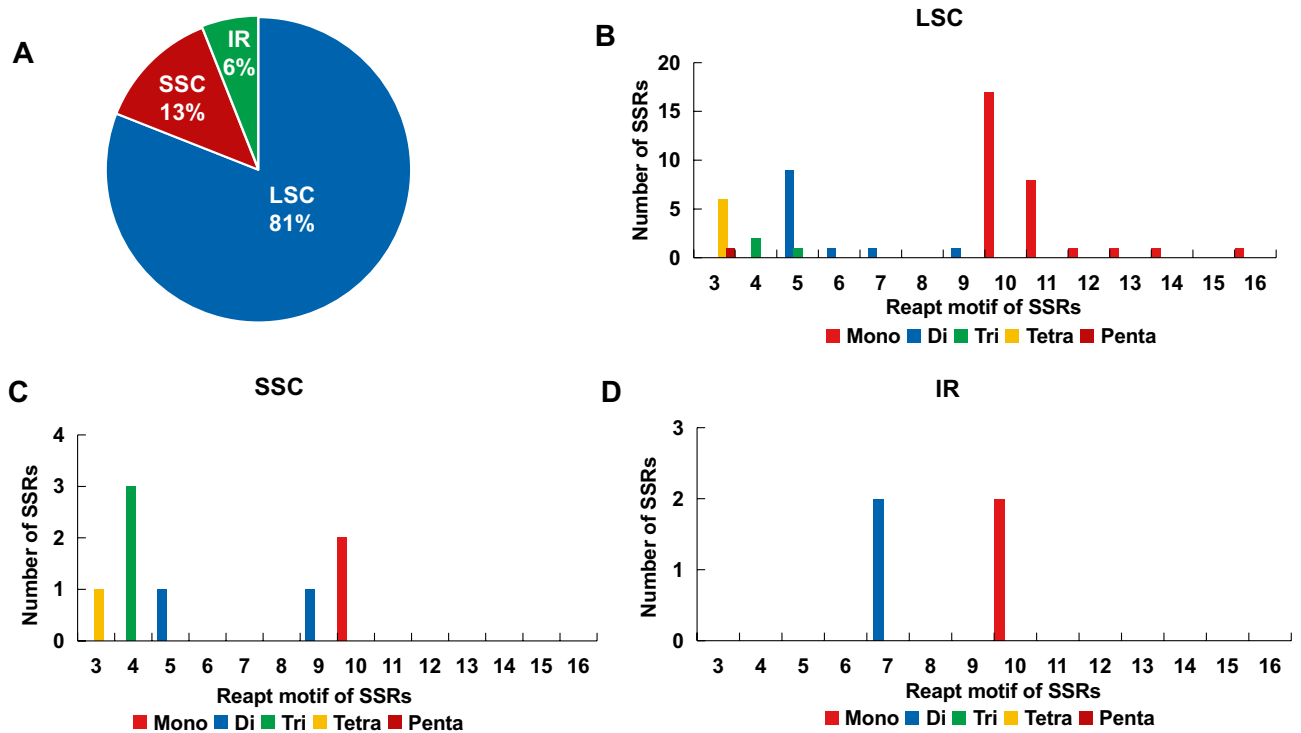 A
IR
6%
SSC
13%
LSC
81%
B
LSC
Number of SSRs
20
15
10
5
0
3 4 5 6 7 8 9 10 11 12 13 14 15 16
Reapt motif of SSRs
Mono Di Tri Tetra Penta
C
SSC
Number of SSRs
4
3
2
1
0
3 4 5 6 7 8 9 10 11 12 13 14 15 16
Reapt motif of SSRs
Mono Di Tri Tetra Penta
D
IR
Number of SSRs
3
2
1
0
3 4 5 6 7 8 9 10 11 12 13 14 15 16
Reapt motif of SSRs
Mono Di Tri Tetra Penta